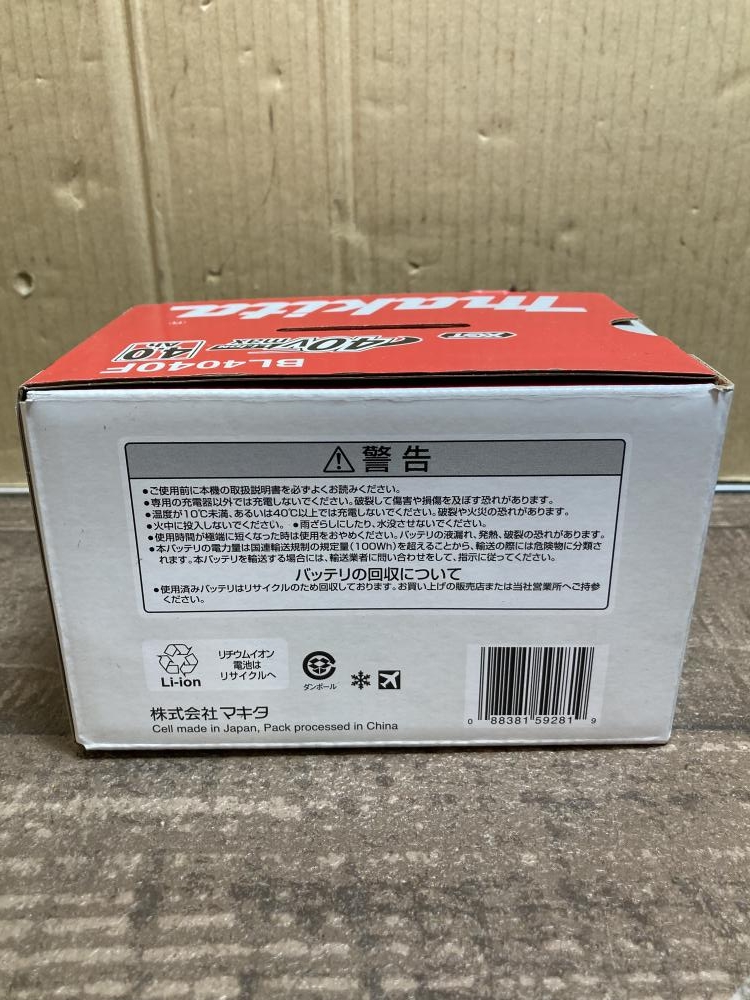 makita
XGT
40Vmax
4.0
Ah
BL4040F
警告
●ご使用前に本機の取扱説明書を必ずよくお読みください。
●専用の充電器以外では充電しないでください。破裂して傷害や損傷を及ぼす恐れがあります。
●温度が10℃未満、あるいは40℃以上では充電しないでください。破裂や火災の恐れがあります。
●火中に投入しないでください。 ●雨ざらしにしたり、水没させないでください。
●使用時間が極端に短くなった時は使用をおやめください。バッテリの液漏れ、発熱、破裂の恐れがあります。
●本バッテリの電力量は国連輸送規制の規定量(100Wh)を超えることから、輸送の際には危険物に分類さ
れます。本バッテリを輸送する場合には、輸送業者に問い合わせをして、指示に従ってください。
バッテリの回収について
●使用済みバッテリはリサイクルのため回収しております。お買い上げの販売店または当社営業所へご持参
ください。
Li-ion
リチウムイオン
電池は
リサイクルへ
ダンボール
株式会社マキタ
Cell made in Japan, Pack processed in China
0 88381 59281 9